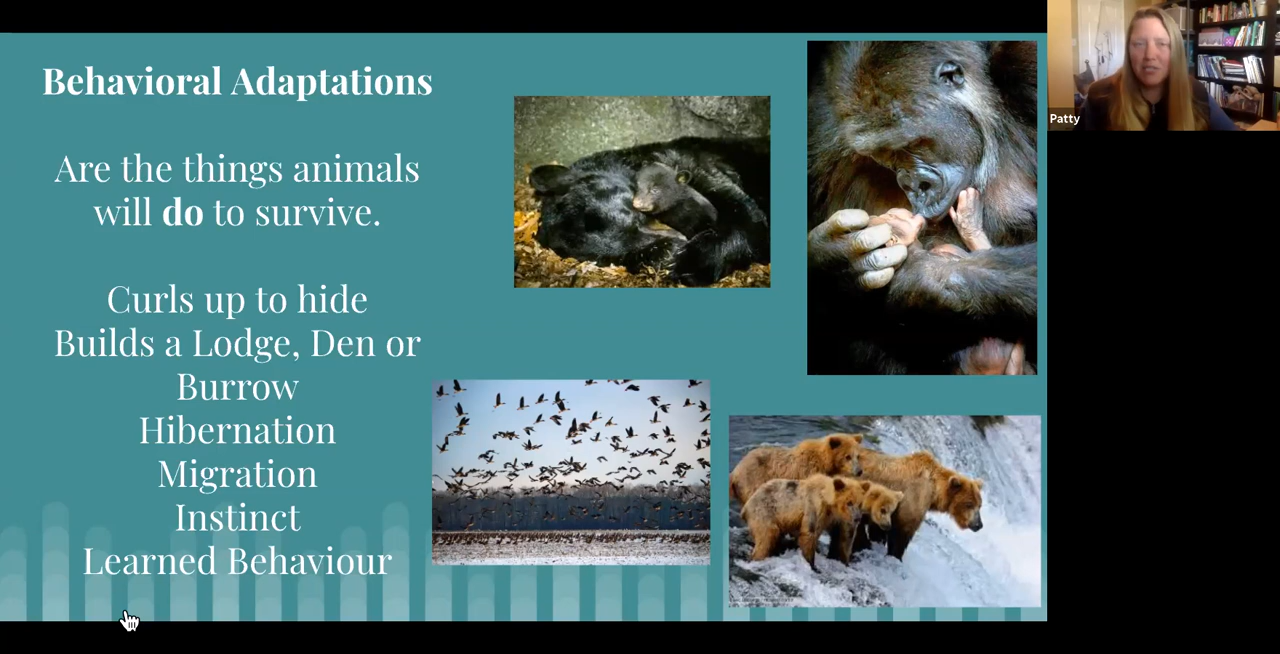 Behavioral Adaptations
Are the things animals
will do to survive.
Curls up to hide
Builds a Lodge, Den or
Burrow
Hibernation
Migration
Instinct
Learned Behaviour
Patty